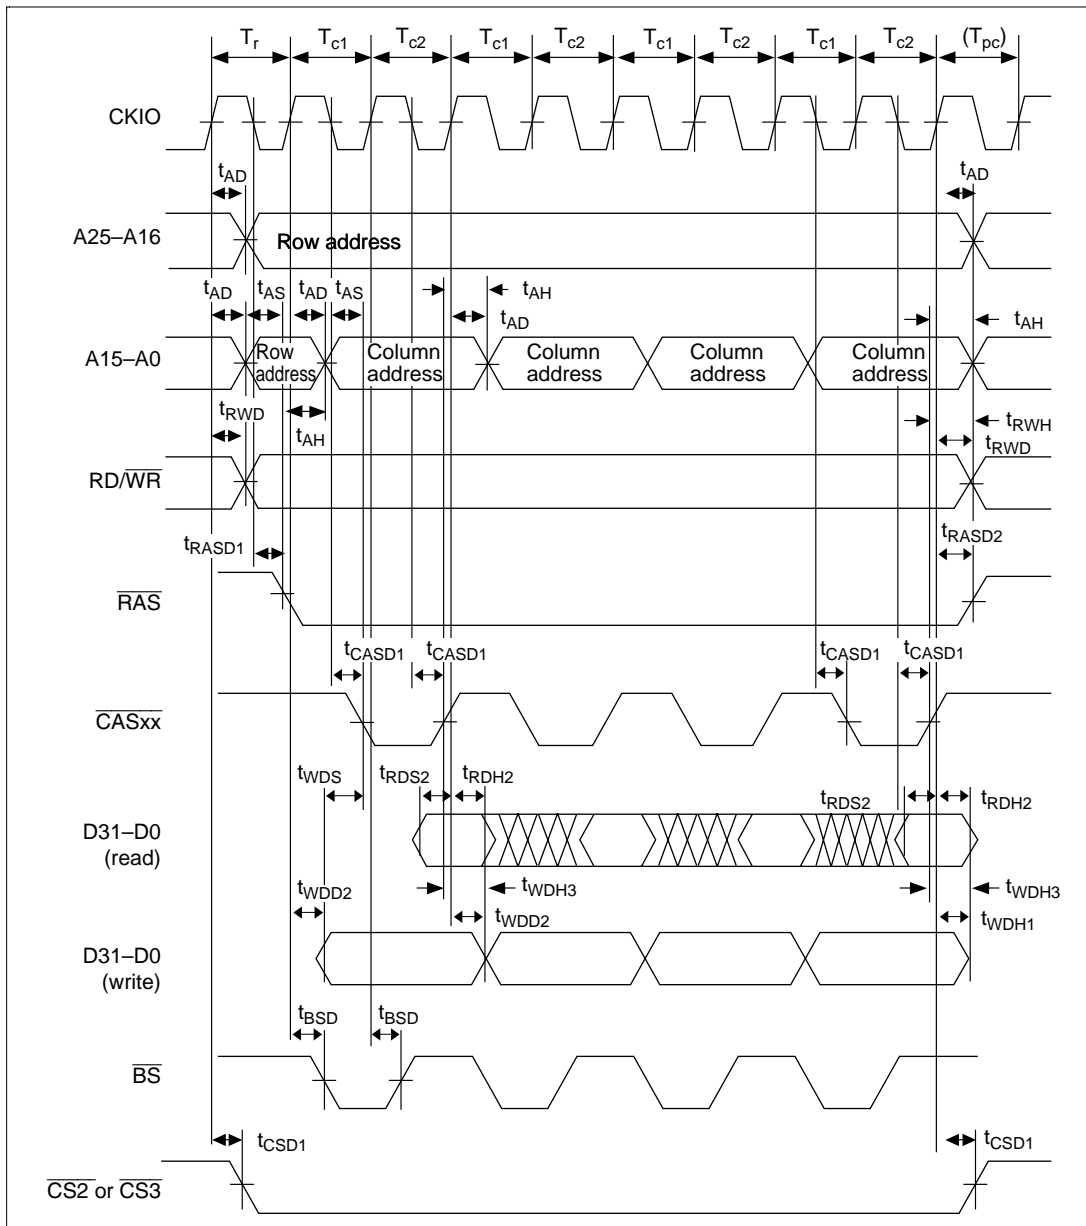 Tr Tc1 Tc2 Tc1 Tc2 Tc1 Tc2 Tc1 Tc2 (Tpc)
CKIO
tAD tAD
A25–A16 Row address
tAD tAS tAD tAS tAH
tAD tAH
A15–A0 Row address Column address Column address Column address Column address
tRWD tAH tRWH
tRWD
RD/WR
tRASD1 tRASD2
RAS
tCASD1 tCASD1 tCASD1 tCASD1
CASxx
tWDS tRDS2 tRDH2 tRDS2 tRDH2
D31–D0
(read)
tWDH3 tWDH3
tWDD2 tWDD2 tWDH1
D31–D0
(write)
tBSD tBSD
BS
tCSD1 tCSD1
CS2 or CS3